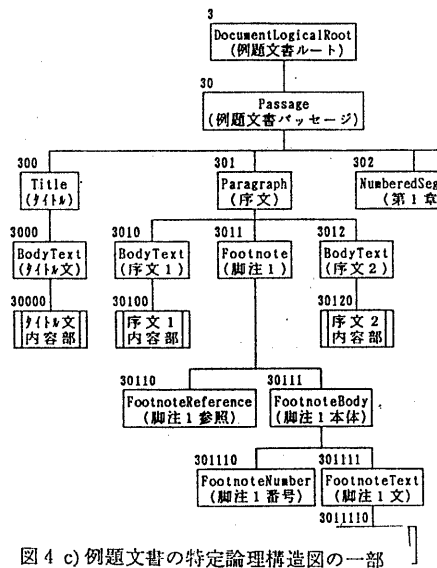 3
DocumentLogicalRoot
(例題文書ルート)
30
Passage
(例題文書パッセージ)
300
Title
(タイトル)
301
Paragraph
(序文)
302
NumberedSeg
(第1章
3000
BodyText
(タイトル文)
3010
BodyText
(序文1)
3011
Footnote
(脚注1)
3012
BodyText
(序文2)
30000
タイトル文
内容部
30100
序文1
内容部
30120
序文2
内容部
30110
FootnoteReference
(脚注1参照)
30111
FootnoteBody
(脚注1本体)
301110
FootnoteNumber
(脚注1番号)
301111
FootnoteText
(脚注1文)
3011110
図4 c)例題文書の特定論理構造図の一部